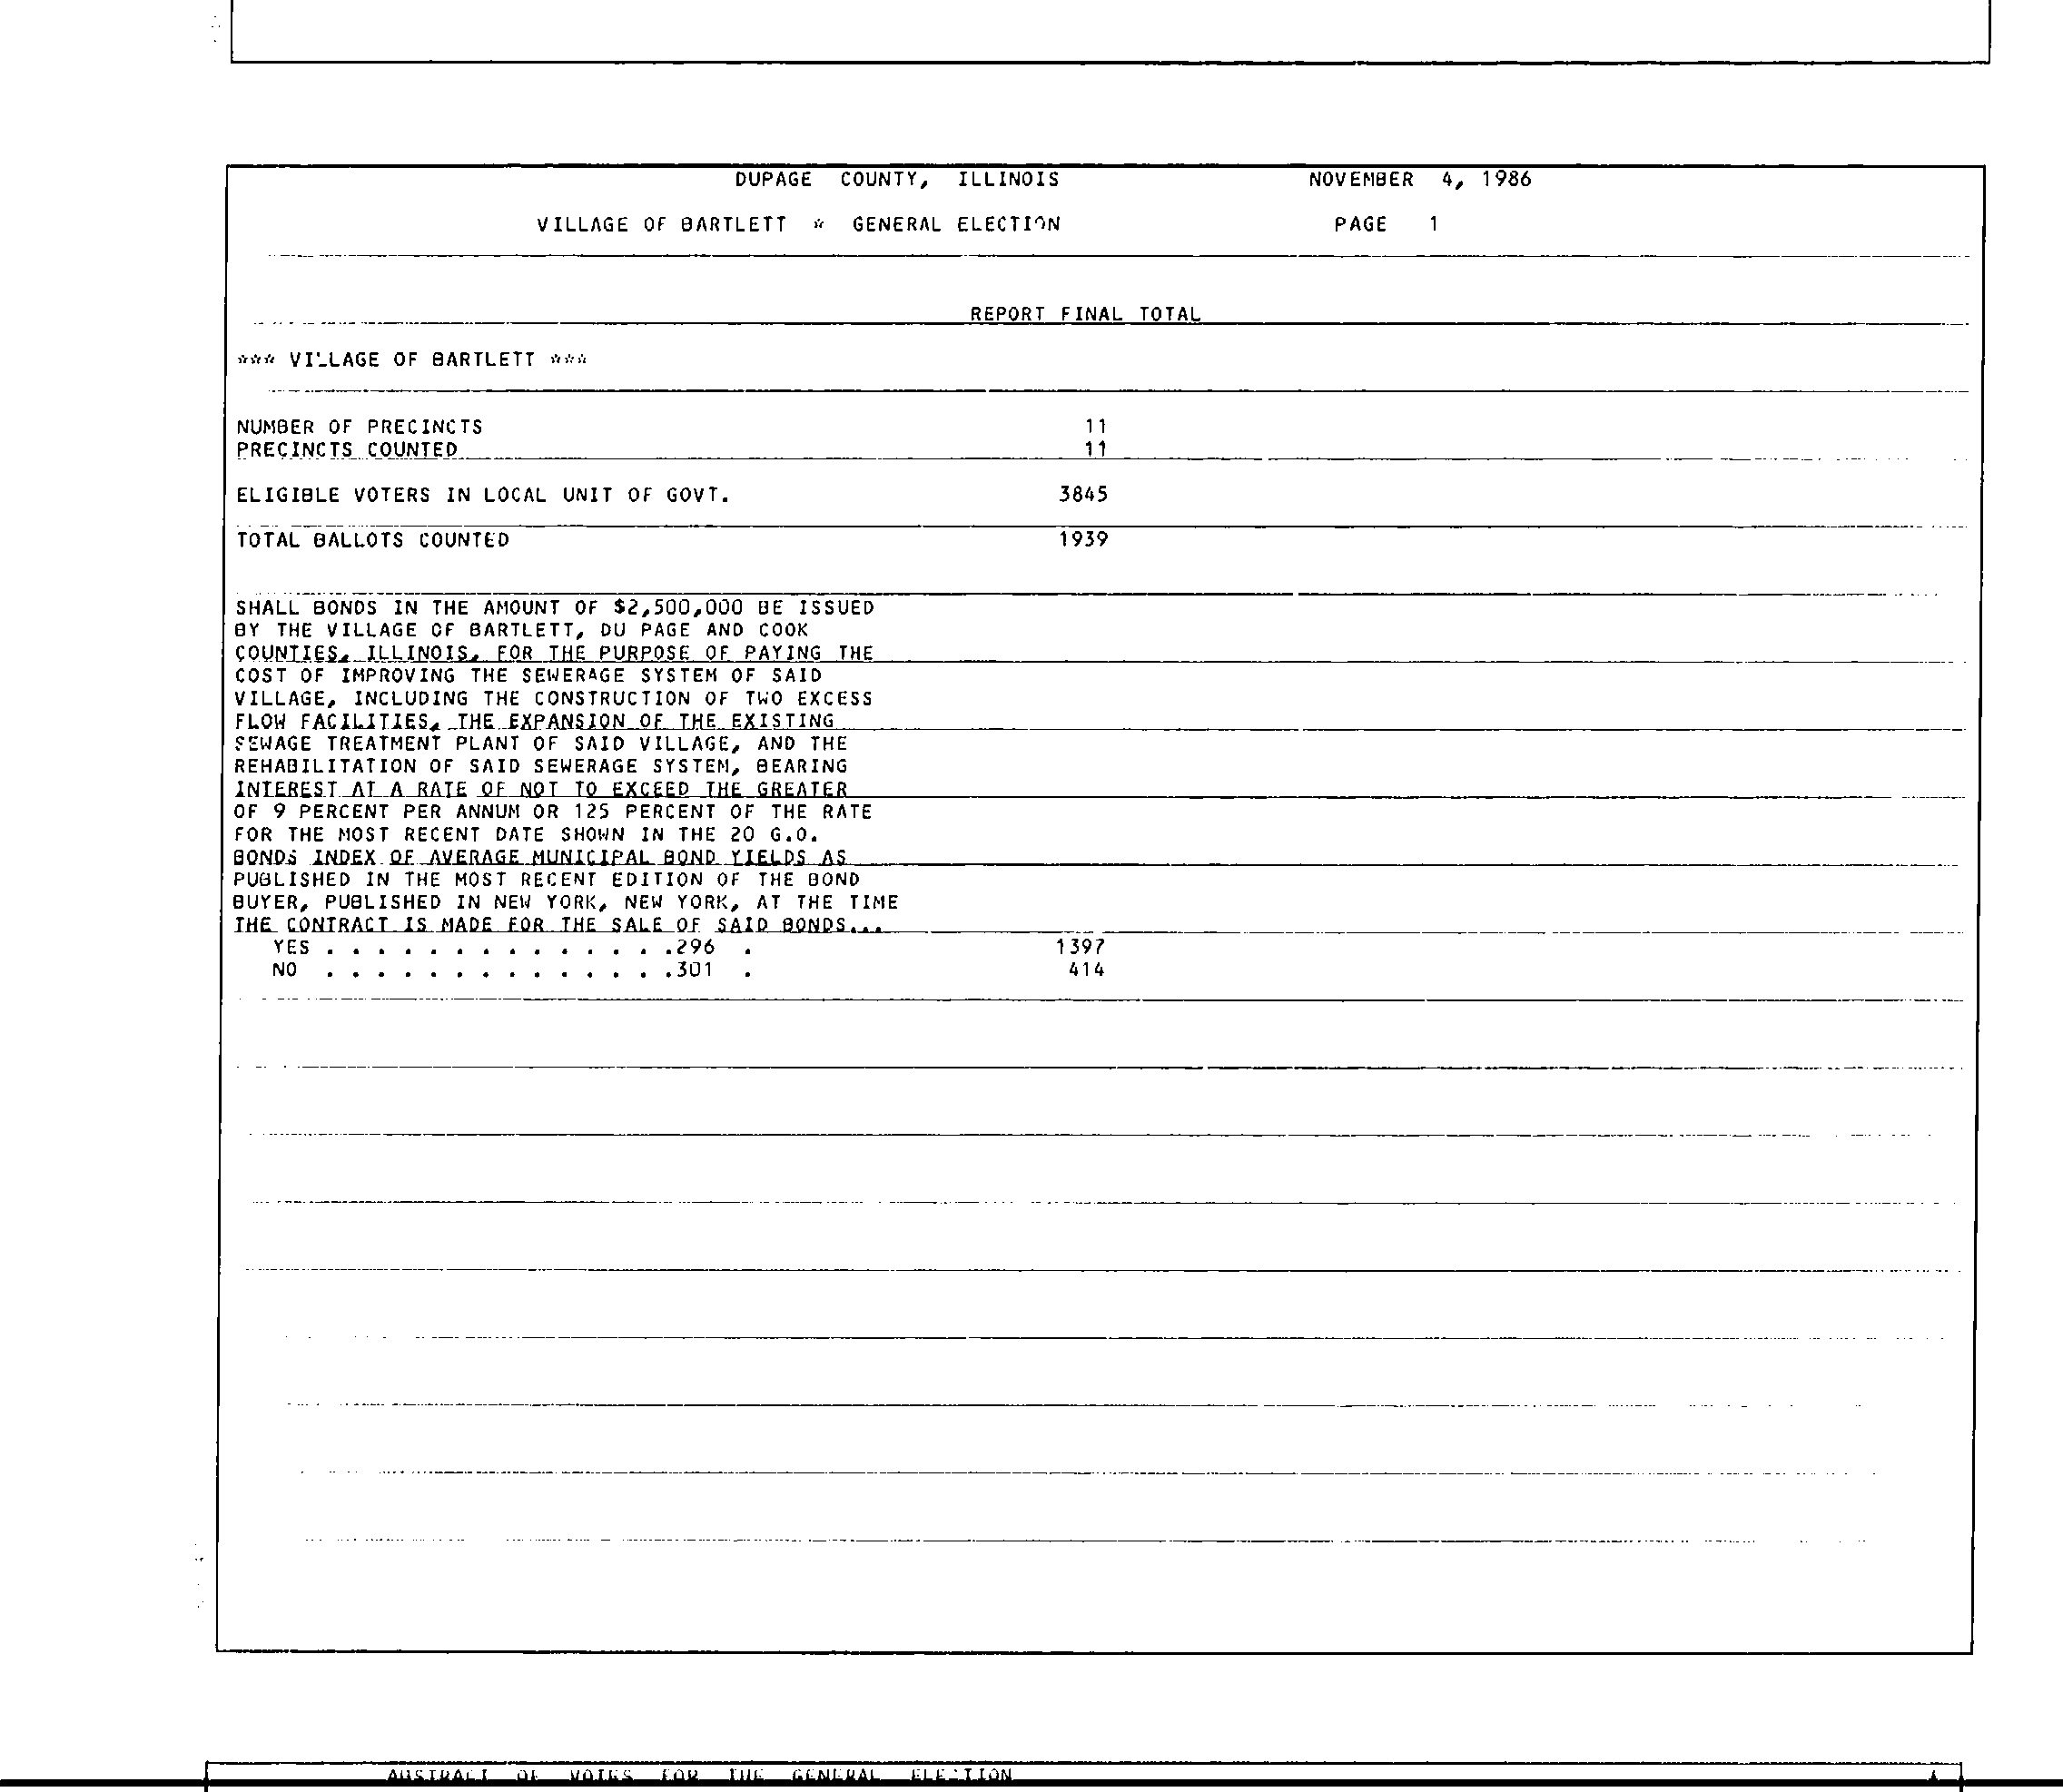 DUPAGE COUNTY, ILLINOIS NOVEMBER 4, 1986
VILLAGE OF BARTLETT * GENERAL ELECTION PAGE 1
REPORT FINAL TOTAL
*** VILLAGE OF BARTLETT ***
NUMBER OF PRECINCTS 11
PRECINCTS COUNTED 11
ELIGIBLE VOTERS IN LOCAL UNIT OF GOVT. 3845
TOTAL BALLOTS COUNTED 1939
SHALL BONDS IN THE AMOUNT OF $2,500,000 BE ISSUED
BY THE VILLAGE OF BARTLETT, DU PAGE AND COOK
COUNTIES, ILLINOIS, FOR THE PURPOSE OF PAYING THE
COST OF IMPROVING THE SEWERAGE SYSTEM OF SAID
VILLAGE, INCLUDING THE CONSTRUCTION OF TWO EXCESS
FLOW FACILITIES, THE EXPANSION OF THE EXISTING
SEWAGE TREATMENT PLANT OF SAID VILLAGE, AND THE
REHABILITATION OF SAID SEWERAGE SYSTEM, BEARING
INTEREST AT A RATE OF NOT TO EXCEED THE GREATER
OF 9 PERCENT PER ANNUM OR 125 PERCENT OF THE RATE
FOR THE MOST RECENT DATE SHOWN IN THE 20 G.O.
BONDS INDEX OF AVERAGE MUNICIPAL BOND YIELDS AS
PUBLISHED IN THE MOST RECENT EDITION OF THE BOND
BUYER, PUBLISHED IN NEW YORK, NEW YORK, AT THE TIME
THE CONTRACT IS MADE FOR THE SALE OF SAID BONDS...
YES . . . . . . . . . . . . . .296 . 1397
NO . . . . . . . . . . . . . .301 . 414
ABSTRACT OF VOTES FOR THE GENERAL ELECTION